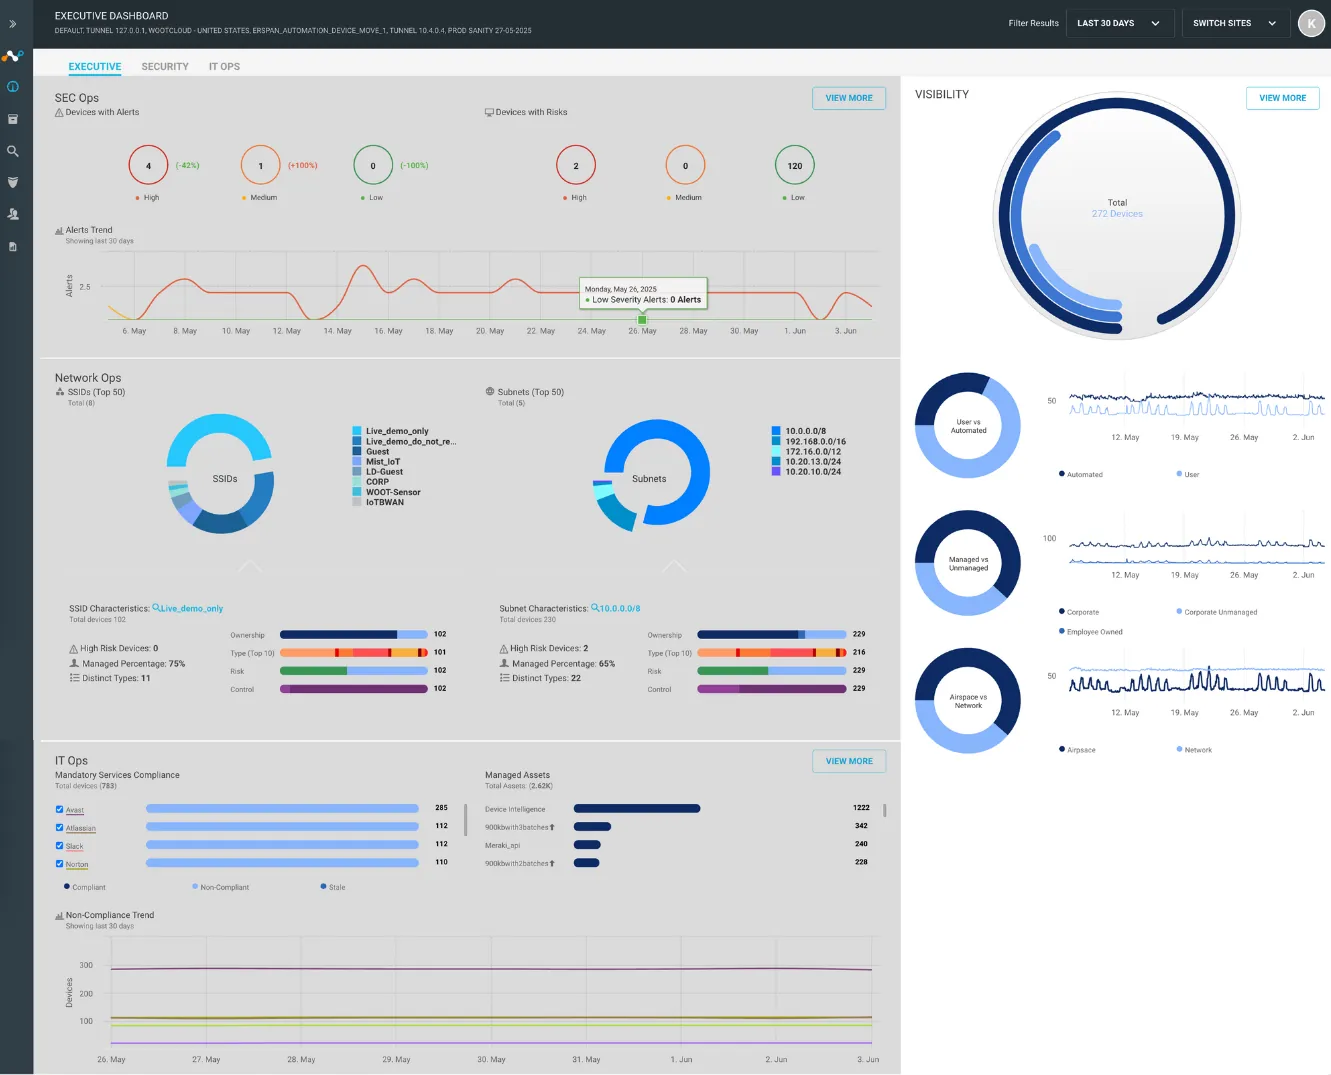 EXECUTIVE DASHBOARD
DEFAULT, TUNNEL 127.0.0.1, WOOTCLOUD - UNITED STATES, ERSPAN_AUTOMATION_DEVICE_MOVE_1, TUNNEL 10.4.0.4, PROD SANITY 27-05-2025
Filter Results
LAST 30 DAYS
SWITCH SITES
K
EXECUTIVE SECURITY IT OPS
SEC Ops
VIEW MORE
Devices with Alerts
4 (-42%)
High
1 (+100%)
Medium
0 (-100%)
Low
Devices with Risks
2
High
0
Medium
120
Low
Alerts Trend
Showing last 30 days
Alerts
2.5
Monday, May 26, 2025
Low Severity Alerts: 0 Alerts
6. May 8. May 10. May 12. May 14. May 16. May 18. May 20. May 22. May 24. May 26. May 28. May 30. May 1. Jun 3. Jun
Network Ops
SSIDs (Top 50)
Total (8)
SSIDs
Live_demo_only
Live_demo_do_not_re...
Guest
Mist_IoT
LD-Guest
CORP
WOOT-Sensor
IoTBWAN
Subnets (Top 50)
Total (5)
Subnets
10.0.0.0/8
192.168.0.0/16
172.16.0.0/12
10.20.13.0/24
10.20.10.0/24
SSID Characteristics: Live_demo_only
Total devices 102
High Risk Devices: 0
Managed Percentage: 75%
Distinct Types: 11
Ownership 102
Type (Top 10) 101
Risk 102
Control 102
Subnet Characteristics: 10.0.0.0/8
Total devices 230
High Risk Devices: 2
Managed Percentage: 65%
Distinct Types: 22
Ownership 229
Type (Top 10) 216
Risk 229
Control 229
IT Ops
VIEW MORE
Mandatory Services Compliance
Total devices (783)
Avast 285
Atlassian 112
Slack 112
Norton 110
Compliant Non-Compliant Stale
Managed Assets
Total Assets: (2.62K)
Device Intelligence 1222
900kbwith3batches 342
Meraki_api 240
900kbwith2batches 228
Non-Compliance Trend
Showing last 30 days
Devices
300
200
100
26. May 27. May 28. May 29. May 30. May 31. May 1. Jun 2. Jun 3. Jun
VISIBILITY
VIEW MORE
Total
272 Devices
User vs
Automated
50
12. May 19. May 26. May 2. Jun
Automated User
Managed vs
Unmanaged
100
12. May 19. May 26. May 2. Jun
Corporate Corporate Unmanaged
Employee Owned
Airspace vs
Network
50
12. May 19. May 26. May 2. Jun
Airpsace Network